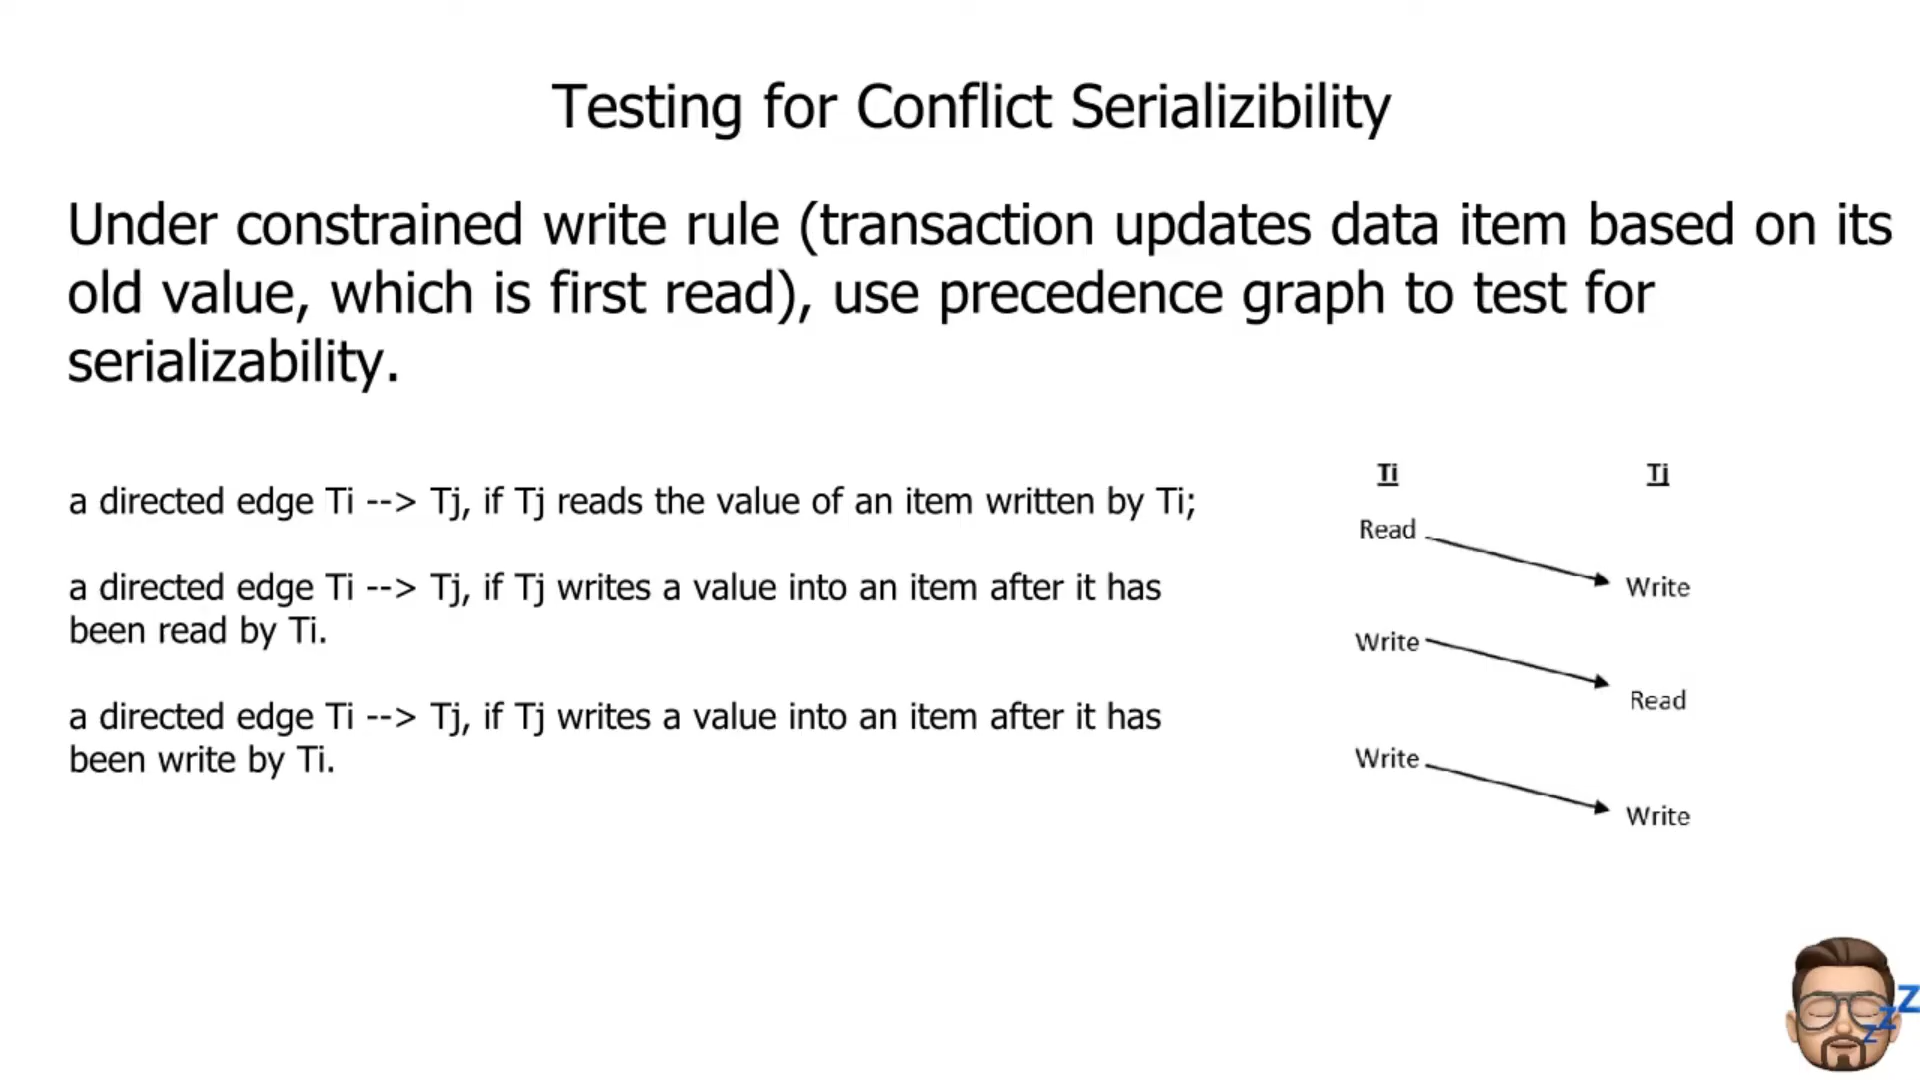 Testing for Conflict Serializibility
Under constrained write rule (transaction updates data item based on its
old value, which is first read), use precedence graph to test for
serializability.
a directed edge Ti --> Tj, if Tj reads the value of an item written by Ti;
a directed edge Ti --> Tj, if Tj writes a value into an item after it has
been read by Ti.
a directed edge Ti --> Tj, if Tj writes a value into an item after it has
been write by Ti.
Ti Tj
Read
Write
Write
Read
Write
Write
z z Z